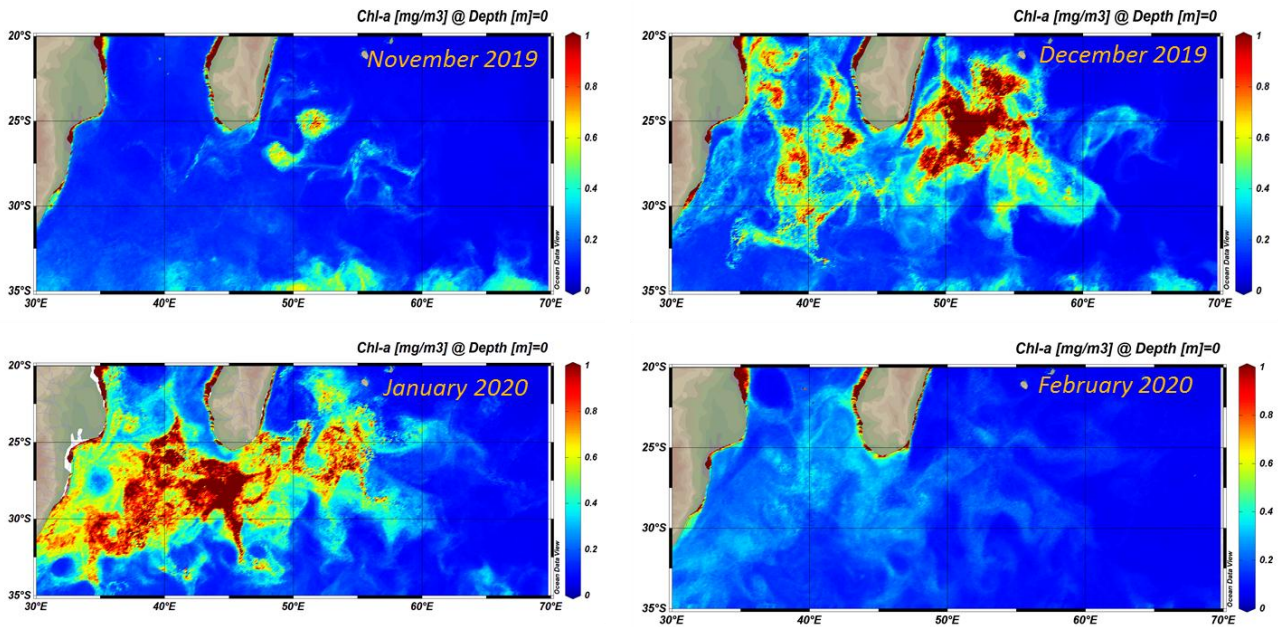 Chl-a [mg/m3] @ Depth [m]=0
November 2019
20°S
25°S
30°S
35°S
30°E
40°E
50°E
60°E
70°E
1
0.8
0.6
0.4
0.2
0
Ocean Data View
Chl-a [mg/m3] @ Depth [m]=0
December 2019
20°S
25°S
30°S
35°S
30°E
40°E
50°E
60°E
70°E
1
0.8
0.6
0.4
0.2
0
Ocean Data View
Chl-a [mg/m3] @ Depth [m]=0
January 2020
20°S
25°S
30°S
35°S
30°E
40°E
50°E
60°E
70°E
1
0.8
0.6
0.4
0.2
0
Ocean Data View
Chl-a [mg/m3] @ Depth [m]=0
February 2020
20°S
25°S
30°S
35°S
30°E
40°E
50°E
60°E
70°E
1
0.8
0.6
0.4
0.2
0
Ocean Data View